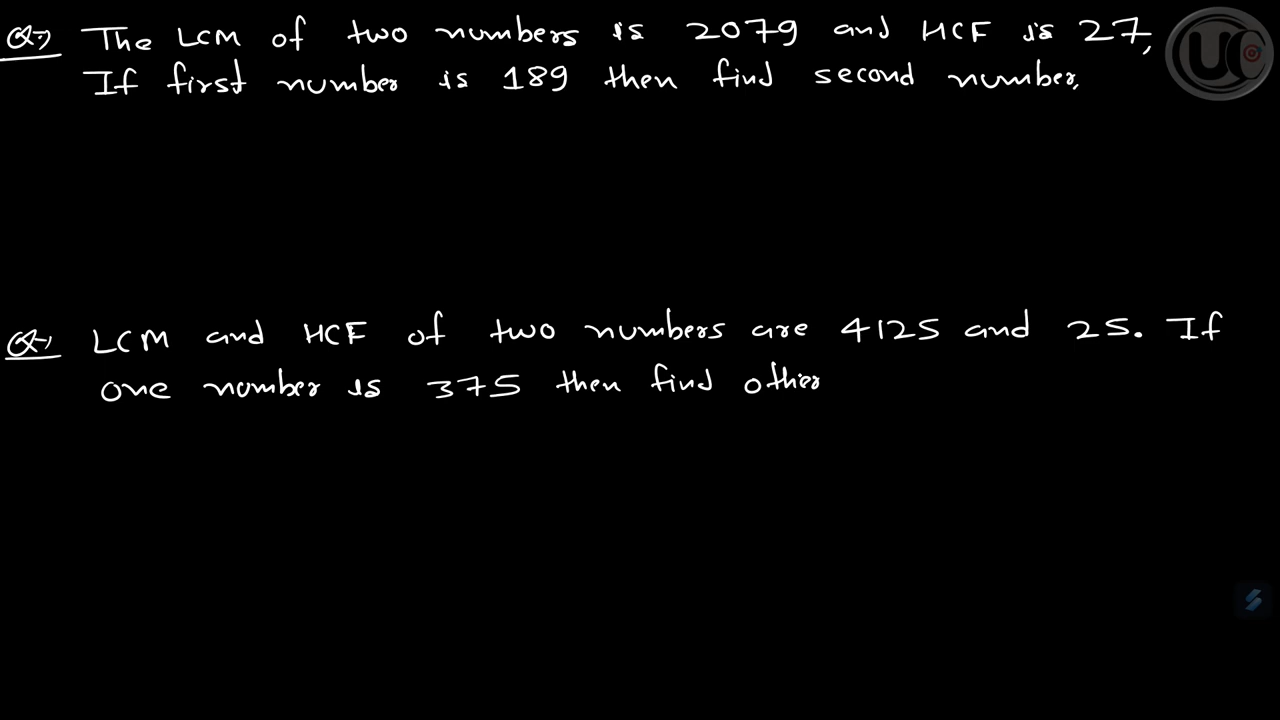 Q→ The LCM of two numbers is 2079 and HCF is 27,
If first number is 189 then find second number.
Q→ LCM and HCF of two numbers are 4125 and 25. If
one number is 375 then find other
UC